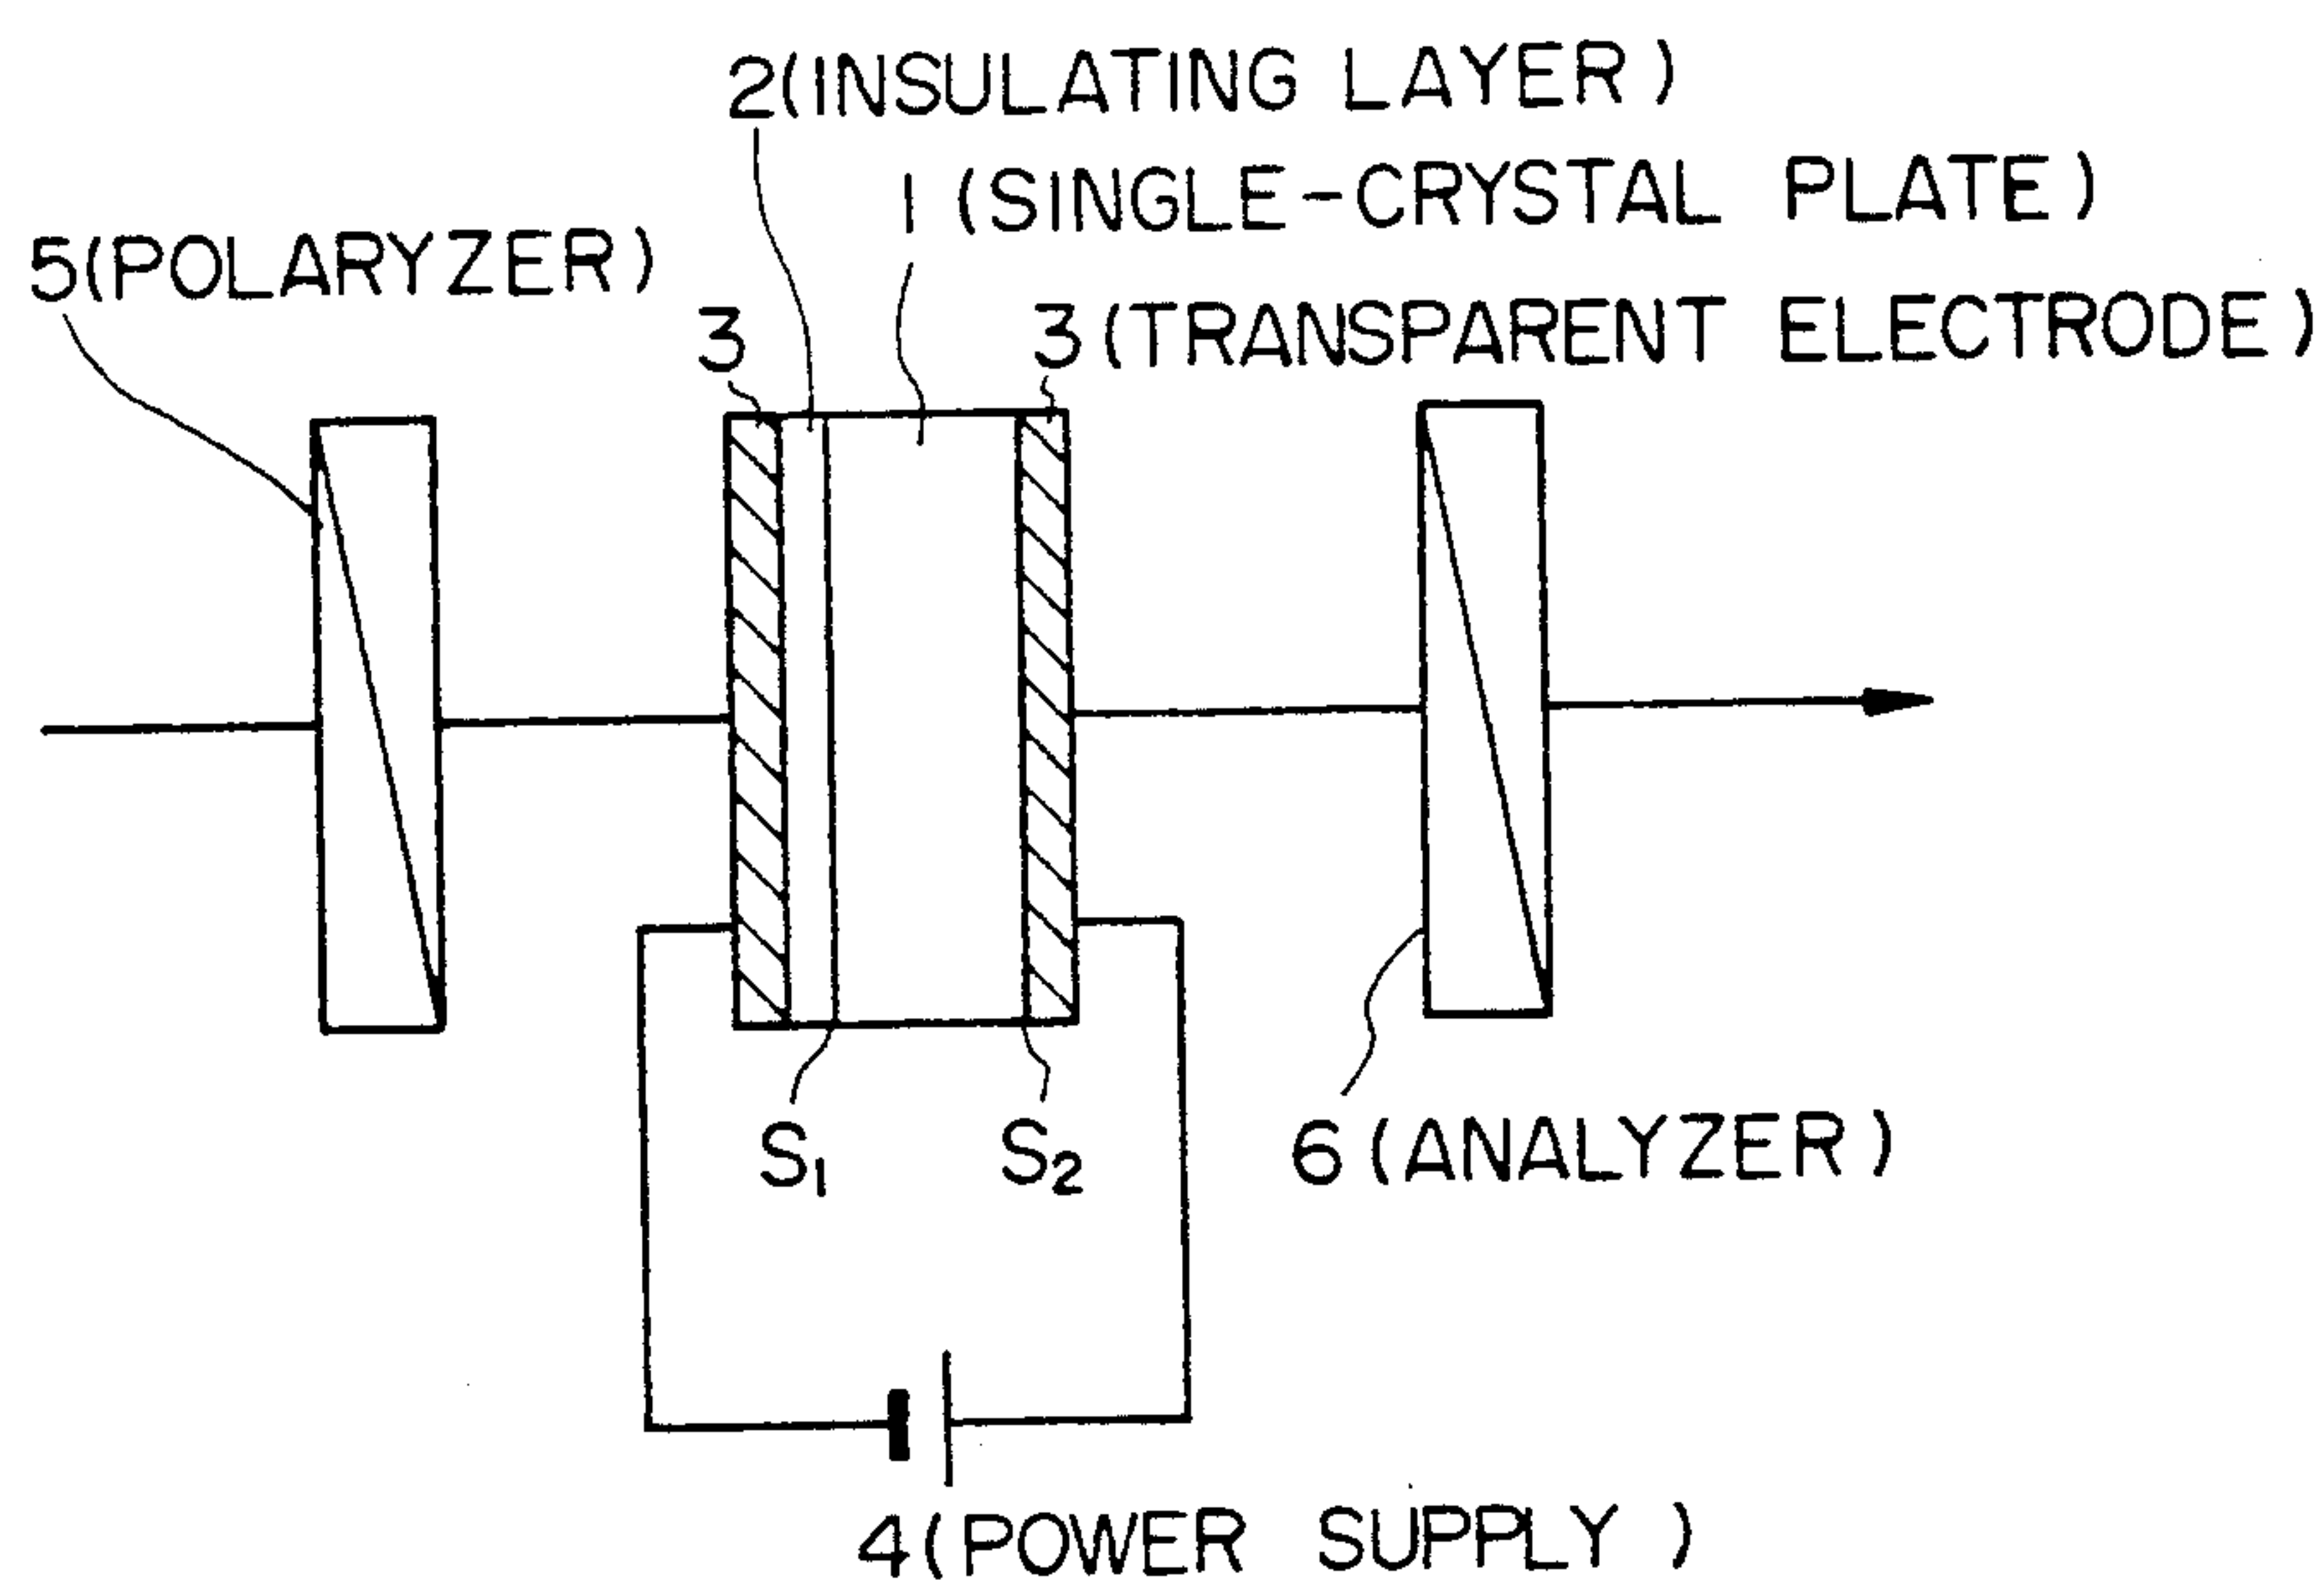 2(INSULATING LAYER)
1 (SINGLE-CRYSTAL PLATE)
5(POLARYZER)
3
3(TRANSPARENT ELECTRODE)
S1
S2
6(ANALYZER)
4(POWER SUPPLY )